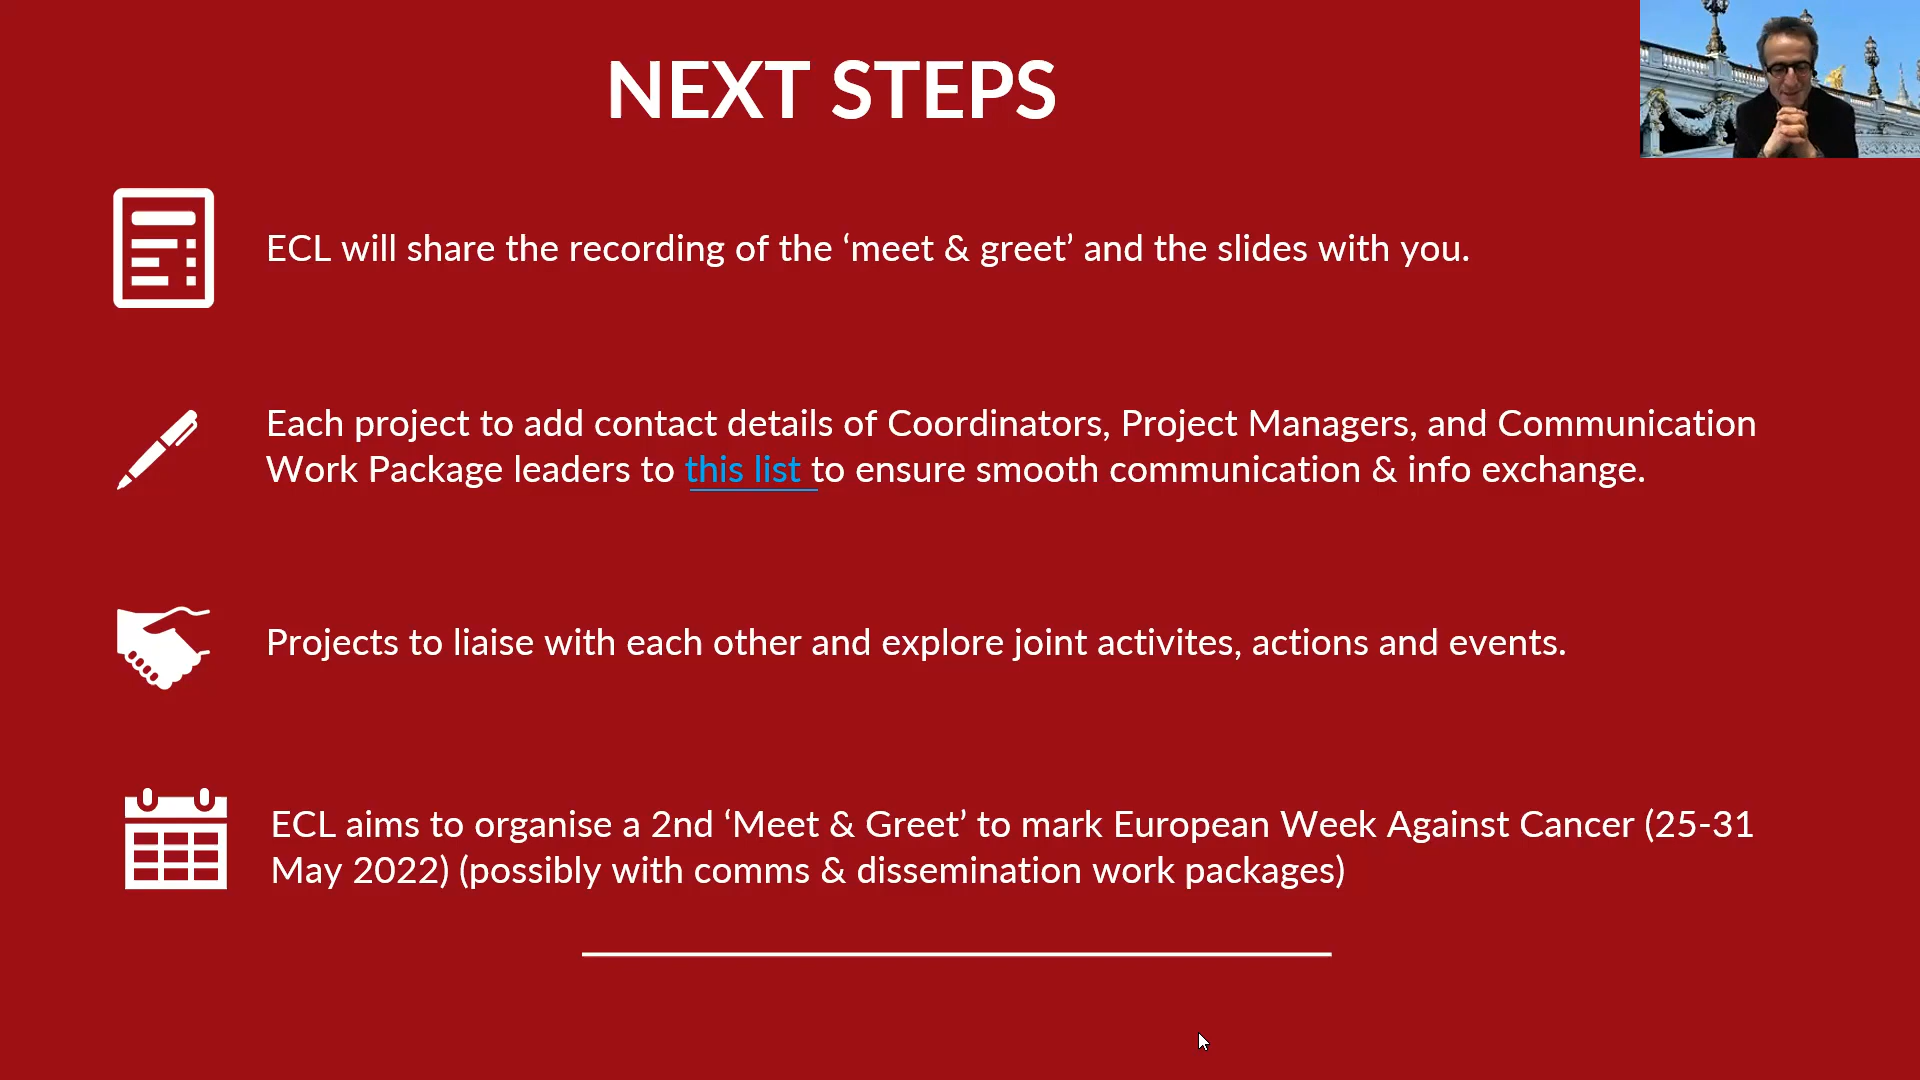 NEXT STEPS
ECL will share the recording of the ‘meet & greet’ and the slides with you.
Each project to add contact details of Coordinators, Project Managers, and Communication
Work Package leaders to this list to ensure smooth communication & info exchange.
Projects to liaise with each other and explore joint activites, actions and events.
ECL aims to organise a 2nd ‘Meet & Greet’ to mark European Week Against Cancer (25-31
May 2022) (possibly with comms & dissemination work packages)